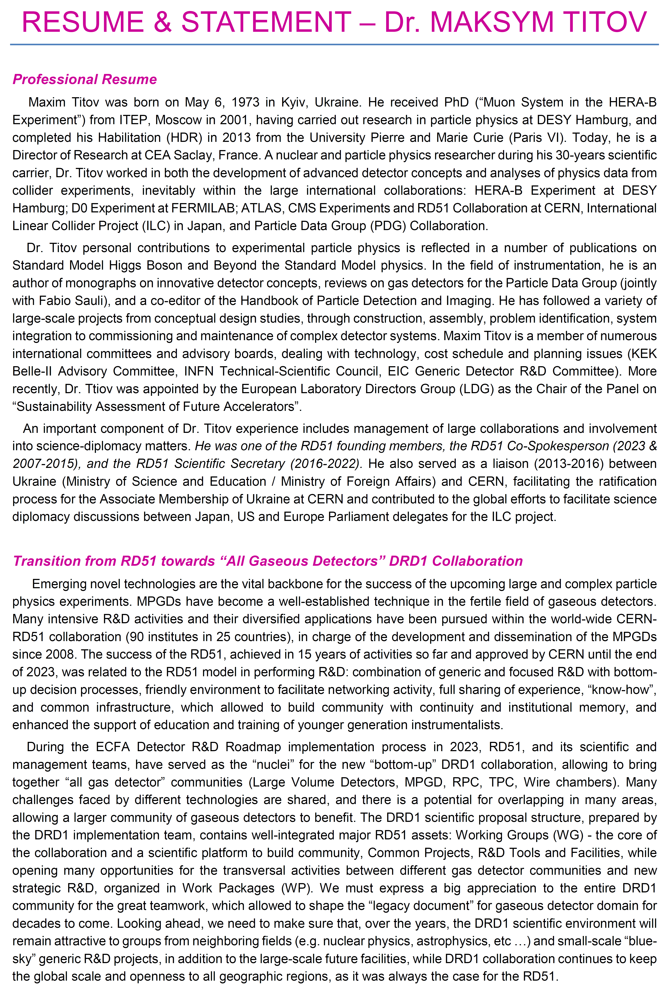 RESUME & STATEMENT – Dr. MAKSYM TITOV
Professional Resume
Maxim Titov was born on May 6, 1973 in Kyiv, Ukraine. He received PhD (“Muon System in the HERA-B
Experiment”) from ITEP, Moscow in 2001, having carried out research in particle physics at DESY Hamburg, and
completed his Habilitation (HDR) in 2013 from the University Pierre and Marie Curie (Paris VI). Today, he is a
Director of Research at CEA Saclay, France. A nuclear and particle physics researcher during his 30-years scientific
carrier, Dr. Titov worked in both the development of advanced detector concepts and analyses of physics data from
collider experiments, inevitably within the large international collaborations: HERA-B Experiment at DESY
Hamburg; D0 Experiment at FERMILAB; ATLAS, CMS Experiments and RD51 Collaboration at CERN, International
Linear Collider Project (ILC) in Japan, and Particle Data Group (PDG) Collaboration.
Dr. Titov personal contributions to experimental particle physics is reflected in a number of publications on
Standard Model Higgs Boson and Beyond the Standard Model physics. In the field of instrumentation, he is an
author of monographs on innovative detector concepts, reviews on gas detectors for the Particle Data Group (jointly
with Fabio Sauli), and a co-editor of the Handbook of Particle Detection and Imaging. He has followed a variety of
large-scale projects from conceptual design studies, through construction, assembly, problem identification, system
integration to commissioning and maintenance of complex detector systems. Maxim Titov is a member of numerous
international committees and advisory boards, dealing with technology, cost schedule and planning issues (KEK
Belle-II Advisory Committee, INFN Technical-Scientific Council, EIC Generic Detector R&D Committee). More
recently, Dr. Ttiov was appointed by the European Laboratory Directors Group (LDG) as the Chair of the Panel on
“Sustainability Assessment of Future Accelerators”.
An important component of Dr. Titov experience includes management of large collaborations and involvement
into science-diplomacy matters. He was one of the RD51 founding members, the RD51 Co-Spokesperson (2023 &
2007-2015), and the RD51 Scientific Secretary (2016-2022). He also served as a liaison (2013-2016) between
Ukraine (Ministry of Science and Education / Ministry of Foreign Affairs) and CERN, facilitating the ratification
process for the Associate Membership of Ukraine at CERN and contributed to the global efforts to facilitate science
diplomacy discussions between Japan, US and Europe Parliament delegates for the ILC project.
Transition from RD51 towards “All Gaseous Detectors” DRD1 Collaboration
Emerging novel technologies are the vital backbone for the success of the upcoming large and complex particle
physics experiments. MPGDs have become a well-established technique in the fertile field of gaseous detectors.
Many intensive R&D activities and their diversified applications have been pursued within the world-wide CERN-
RD51 collaboration (90 institutes in 25 countries), in charge of the development and dissemination of the MPGDs
since 2008. The success of the RD51, achieved in 15 years of activities so far and approved by CERN until the end
of 2023, was related to the RD51 model in performing R&D: combination of generic and focused R&D with bottom-
up decision processes, friendly environment to facilitate networking activity, full sharing of experience, “know-how”,
and common infrastructure, which allowed to build community with continuity and institutional memory, and
enhanced the support of education and training of younger generation instrumentalists.
During the ECFA Detector R&D Roadmap implementation process in 2023, RD51, and its scientific and
management teams, have served as the “nuclei” for the new “bottom-up” DRD1 collaboration, allowing to bring
together “all gas detector” communities (Large Volume Detectors, MPGD, RPC, TPC, Wire chambers). Many
challenges faced by different technologies are shared, and there is a potential for overlapping in many areas,
allowing a larger community of gaseous detectors to benefit. The DRD1 scientific proposal structure, prepared by
the DRD1 implementation team, contains well-integrated major RD51 assets: Working Groups (WG) - the core of
the collaboration and a scientific platform to build community, Common Projects, R&D Tools and Facilities, while
opening many opportunities for the transversal activities between different gas detector communities and new
strategic R&D, organized in Work Packages (WP). We must express a big appreciation to the entire DRD1
community for the great teamwork, which allowed to shape the “legacy document” for gaseous detector domain for
decades to come. Looking ahead, we need to make sure that, over the years, the DRD1 scientific environment will
remain attractive to groups from neighboring fields (e.g. nuclear physics, astrophysics, etc …) and small-scale “blue-
sky” generic R&D projects, in addition to the large-scale future facilities, while DRD1 collaboration continues to keep
the global scale and openness to all geographic regions, as it was always the case for the RD51.